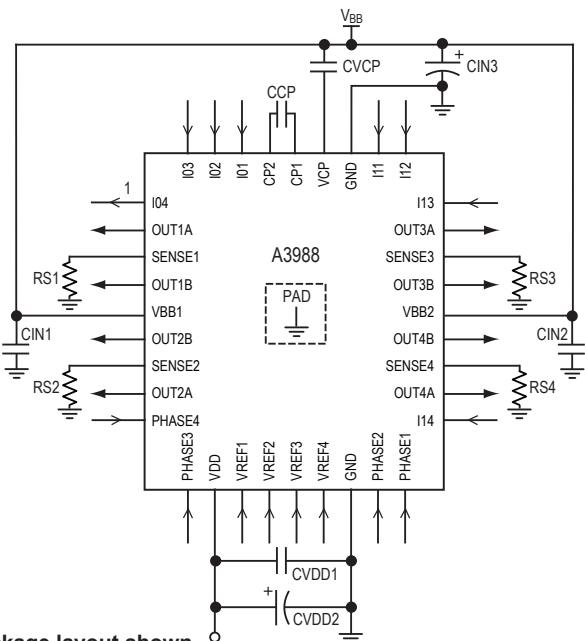 VBB
CVCP
CIN3
+
CCP
I03
I02
I01
CP2
CP1
VCP
GND
I11
I12
1
I04
I13
OUT1A
OUT3A
SENSE1
A3988
SENSE3
RS1
OUT1B
PAD
OUT3B
RS3
VBB1
VBB2
CIN1
OUT2B
OUT4B
CIN2
SENSE2
SENSE4
RS2
OUT2A
OUT4A
RS4
PHASE4
I14
PHASE3
VDD
VREF1
VREF2
VREF3
VREF4
GND
PHASE2
PHASE1
CVDD1
+
CVDD2
kage layout shown